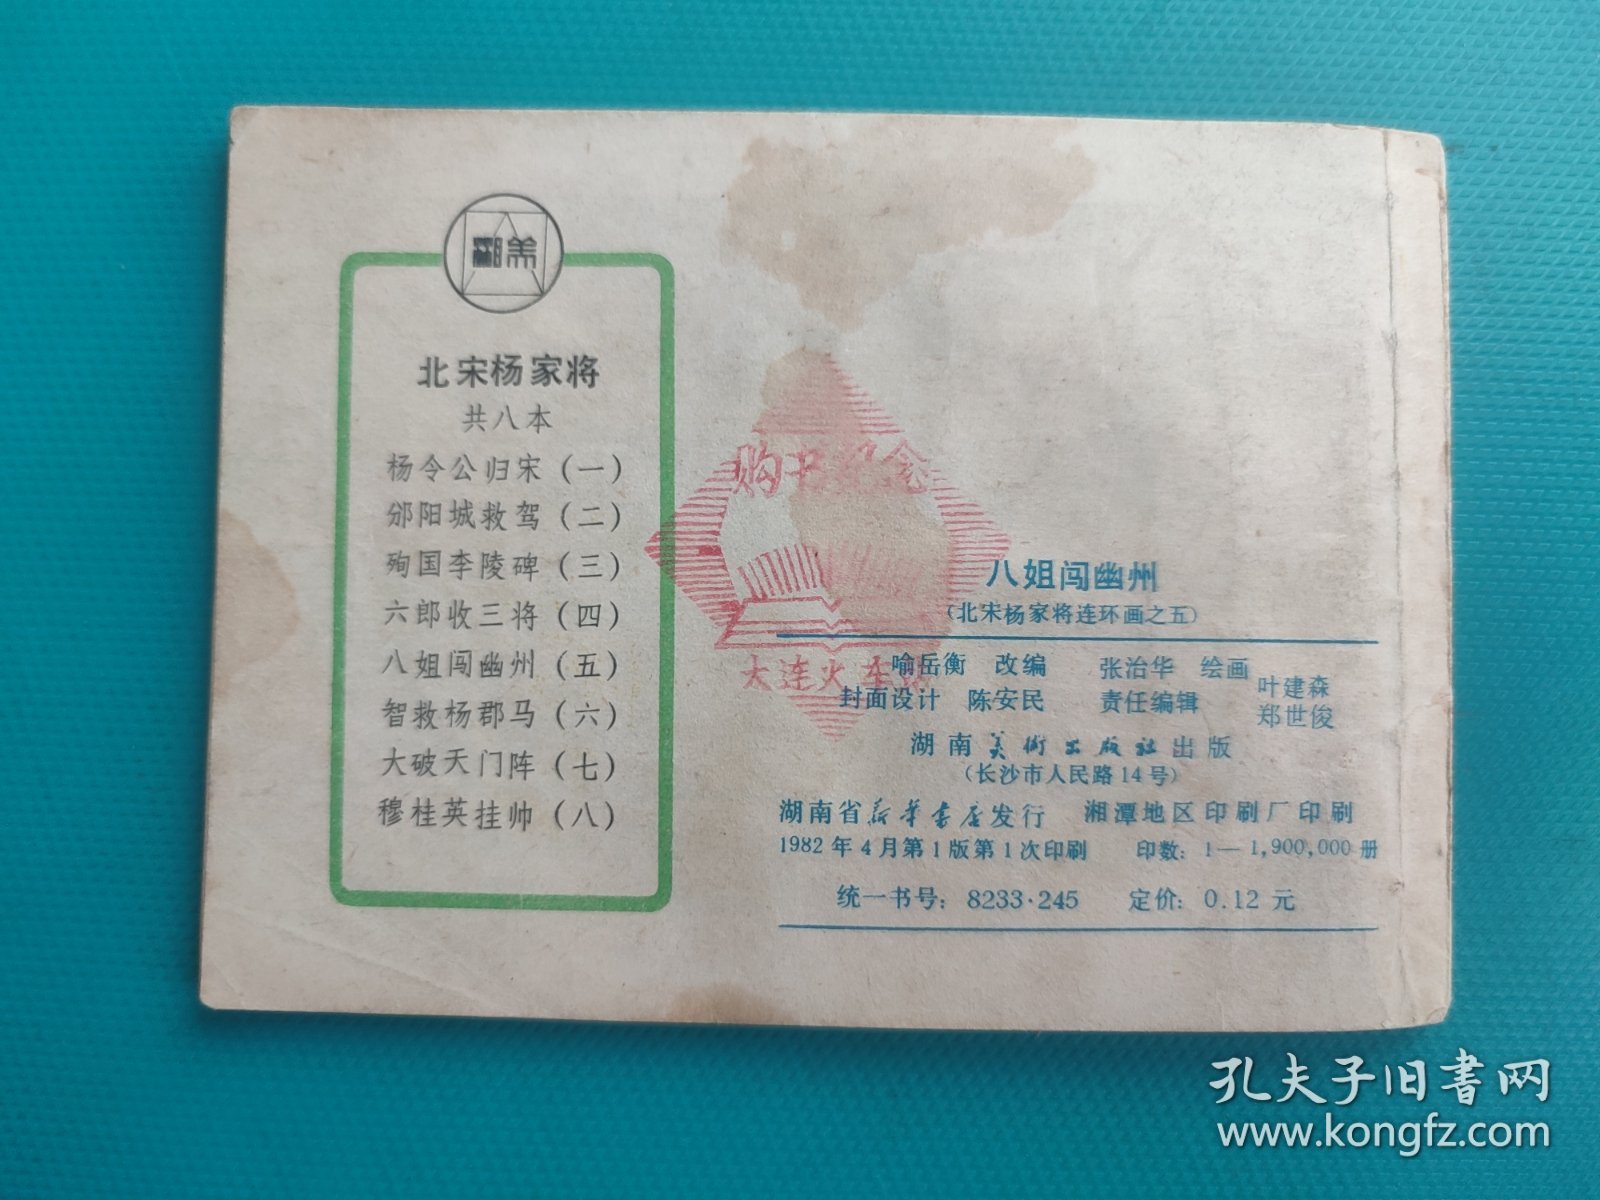 湘美
北宋杨家将
共八本
杨令公归宋(一)
邠阳城救驾(二)
殉国李陵碑(三)
六郎收三将(四)
八姐闯幽州(五)
智救杨郡马(六)
大破天门阵(七)
穆桂英挂帅(八)
购书纪念
大连火车站
八姐闯幽州
(北宋杨家将连环画之五)
喻岳衡 改编 张治华 绘画
封面设计 陈安民 责任编辑 叶建森 郑世俊
湖南美術出版社出版
(长沙市人民路14号)
湖南省新华書店发行 湘潭地区印刷厂印刷
1982年4月第1版第1次印刷 印数:1—1,900,000册
统一书号:8233·245 定价:0.12元
孔夫子旧書网
www.kongfz.com